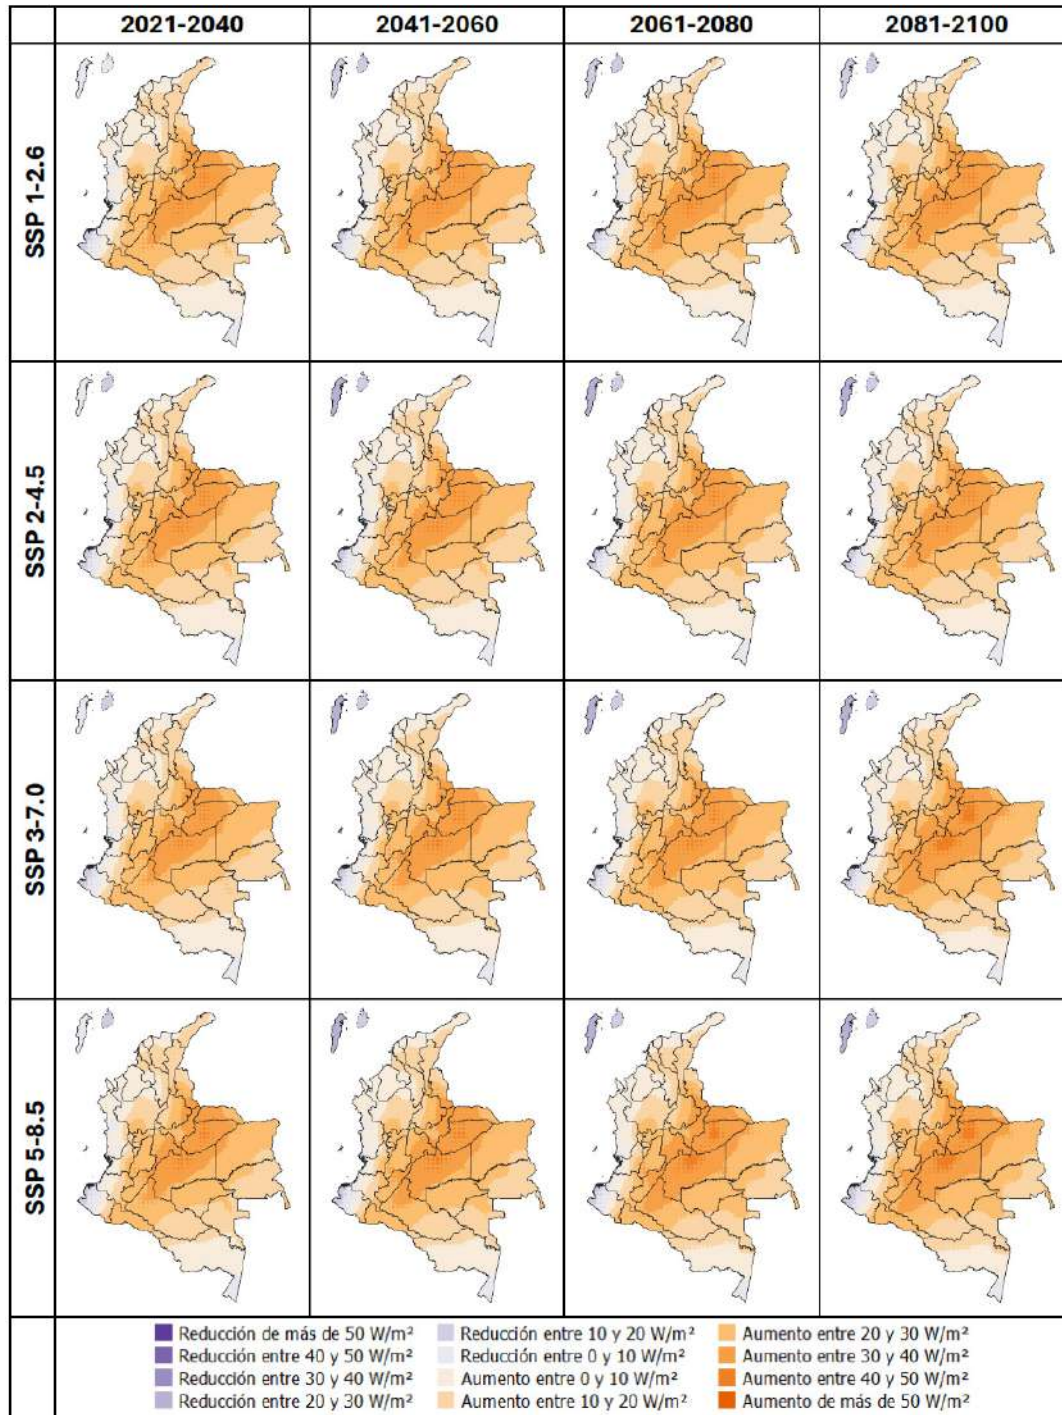 2021-2040 2041-2060 2061-2080 2081-2100
SSP 1-2.6
SSP 2-4.5
SSP 3-7.0
SSP 5-8.5
Reducción de más de 50 W/m² Reducción entre 10 y 20 W/m² Aumento entre 20 y 30 W/m²
Reducción entre 40 y 50 W/m² Reducción entre 0 y 10 W/m² Aumento entre 30 y 40 W/m²
Reducción entre 30 y 40 W/m² Aumento entre 0 y 10 W/m² Aumento entre 40 y 50 W/m²
Reducción entre 20 y 30 W/m² Aumento entre 10 y 20 W/m² Aumento de más de 50 W/m²